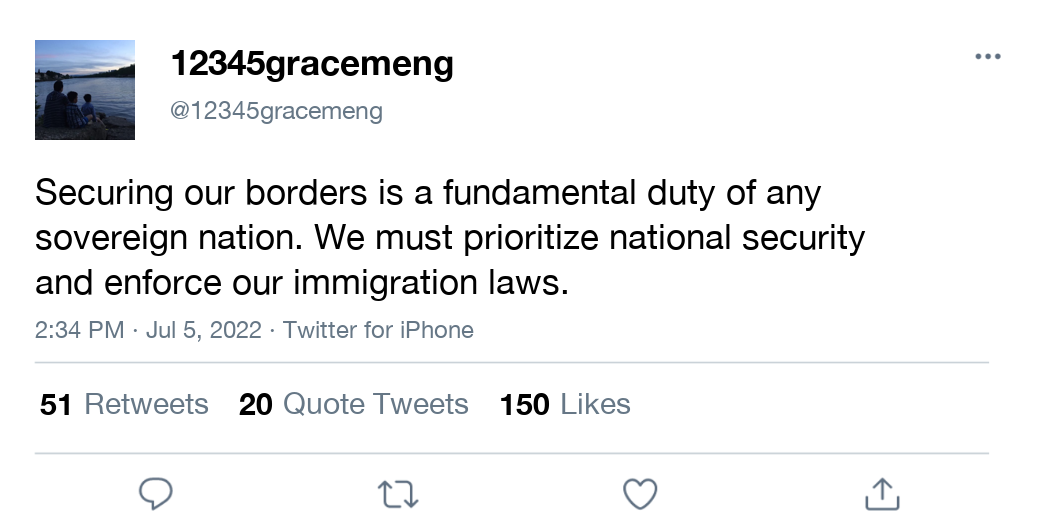 12345gracemeng
@12345gracemeng
Securing our borders is a fundamental duty of any
sovereign nation. We must prioritize national security
and enforce our immigration laws.
2:34 PM · Jul 5, 2022 · Twitter for iPhone
51 Retweets 20 Quote Tweets 150 Likes